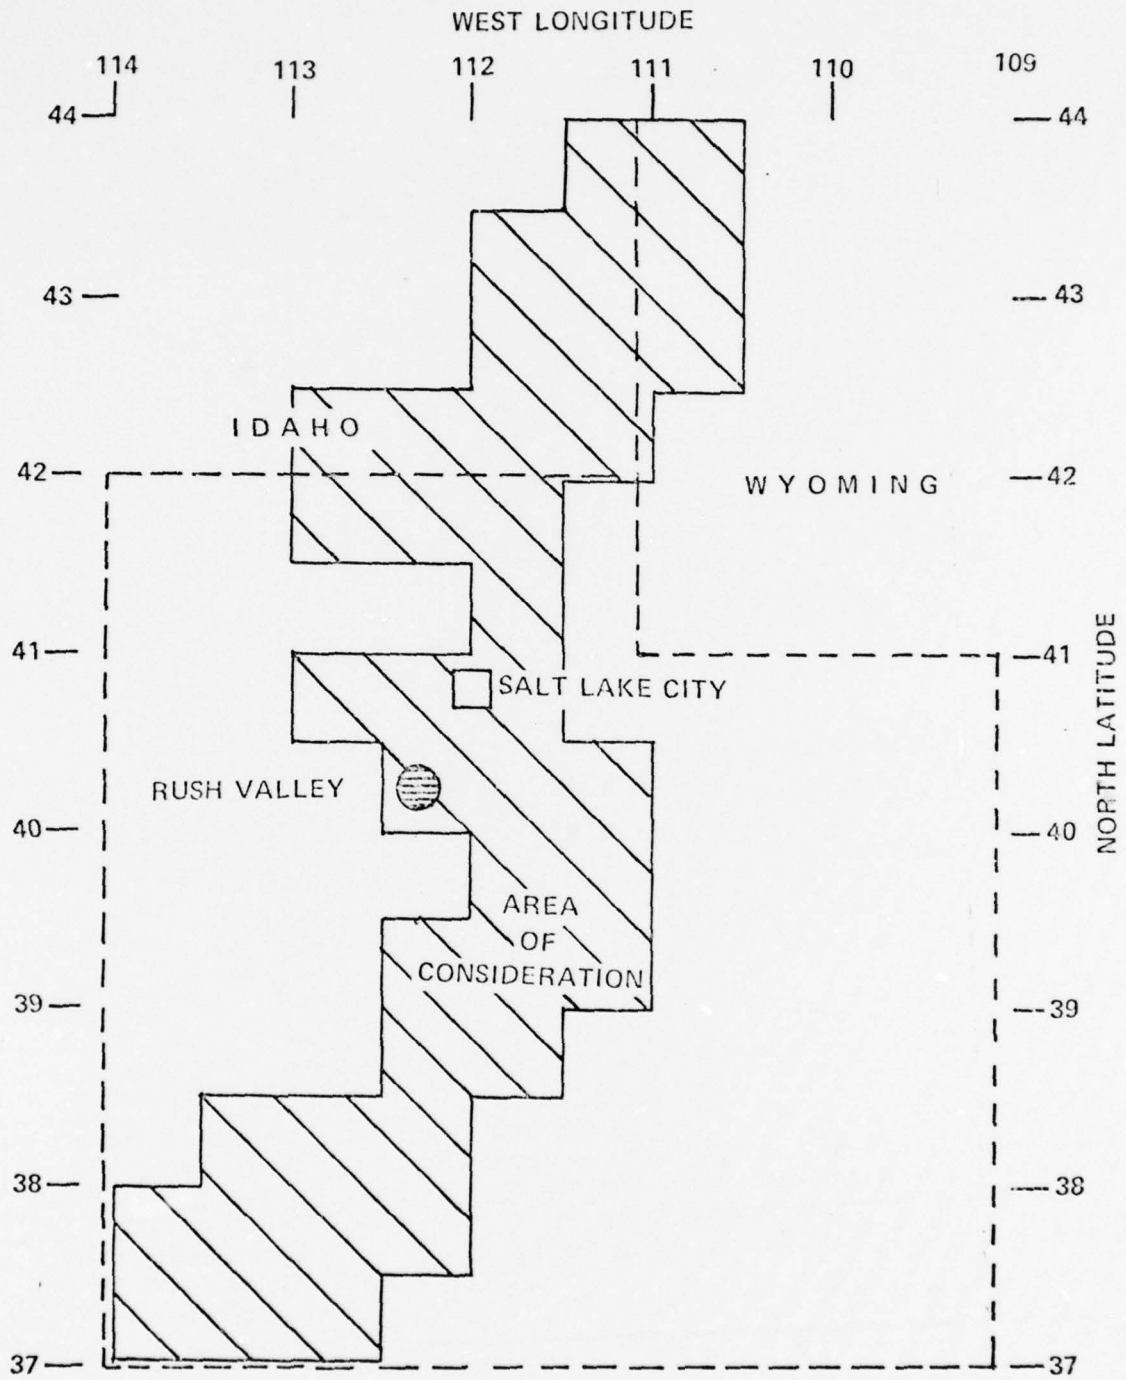 WEST LONGITUDE
114 113 112 111 110 109
44 44
43 43
IDAHO
42 42
WYOMING
41 41
SALT LAKE CITY
NORTH LATITUDE
RUSH VALLEY
40 40
AREA
OF
CONSIDERATION
39 39
38 38
37 37